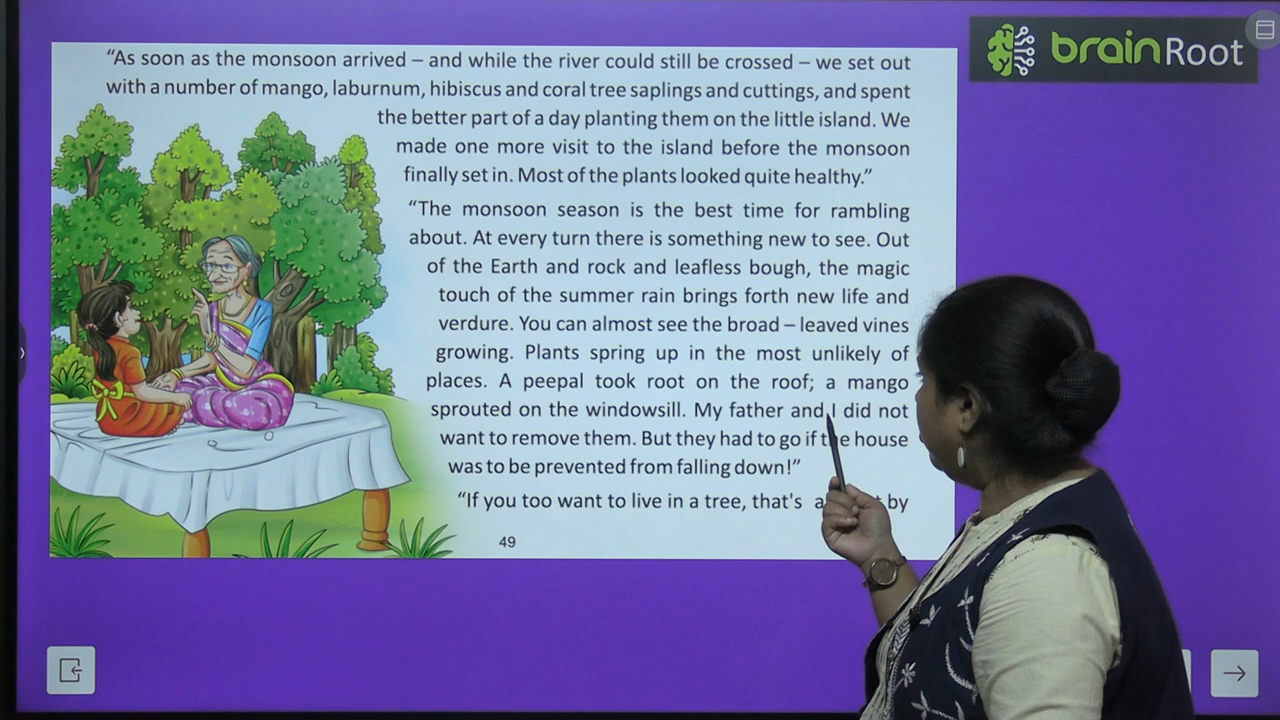 brainRoot
“As soon as the monsoon arrived – and while the river could still be crossed – we set out
with a number of mango, laburnum, hibiscus and coral tree saplings and cuttings, and spent
the better part of a day planting them on the little island. We
made one more visit to the island before the monsoon
finally set in. Most of the plants looked quite healthy.”
“The monsoon season is the best time for rambling
about. At every turn there is something new to see. Out
of the Earth and rock and leafless bough, the magic
touch of the summer rain brings forth new life and
verdure. You can almost see the broad – leaved vines
growing. Plants spring up in the most unlikely of
places. A peepal took root on the roof; a mango
sprouted on the windowsill. My father and I did not
want to remove them. But they had to go if the house
was to be prevented from falling down!”
“If you too want to live in a tree, that's by
49